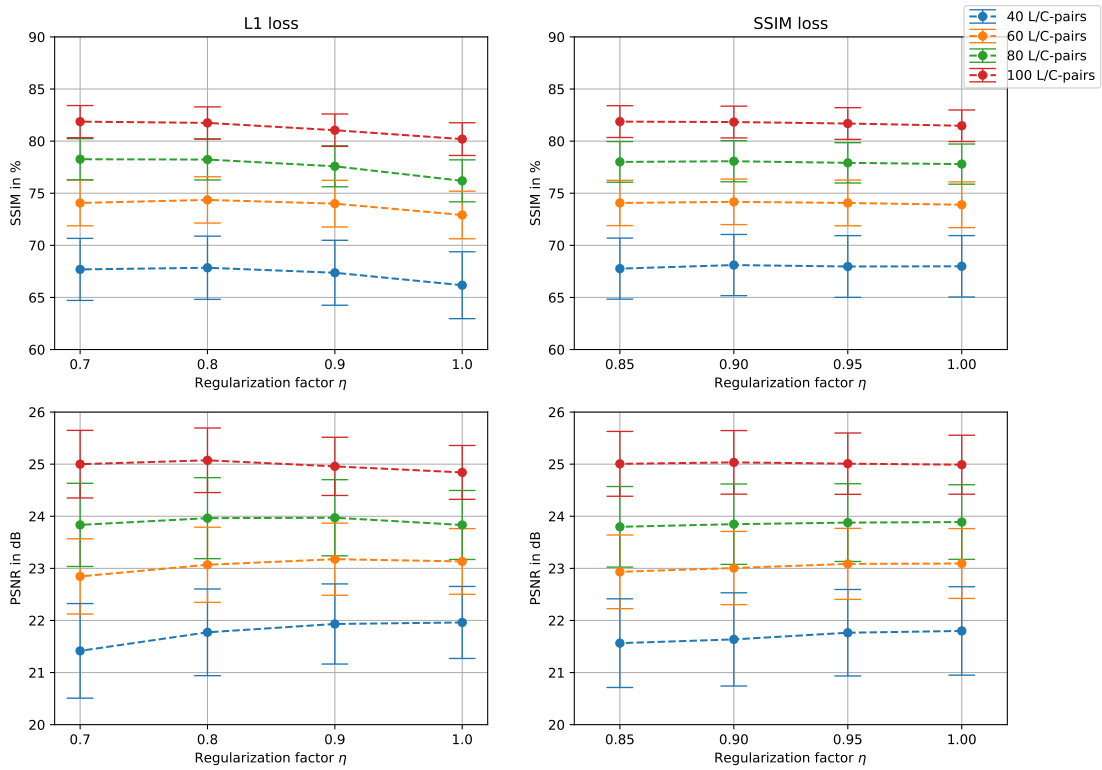 L1 loss
SSIM loss
40 L/C-pairs
60 L/C-pairs
80 L/C-pairs
100 L/C-pairs
90
85
80
75
70
65
60
SSIM in %
0.7 0.8 0.9 1.0
Regularization factor η
90
85
80
75
70
65
60
SSIM in %
0.85 0.90 0.95 1.00
Regularization factor η
26
25
24
23
22
21
20
PSNR in dB
0.7 0.8 0.9 1.0
Regularization factor η
26
25
24
23
22
21
20
PSNR in dB
0.85 0.90 0.95 1.00
Regularization factor η